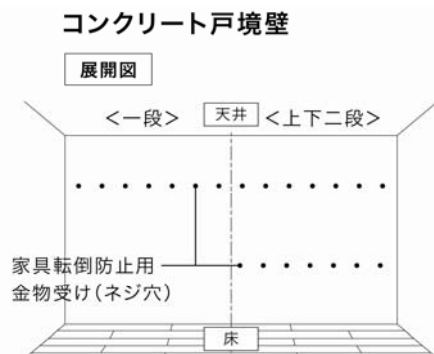 コンクリート戸境壁
展開図
<一段> 天井 <上下二段>
家具転倒防止用
金物受け(ネジ穴)
床